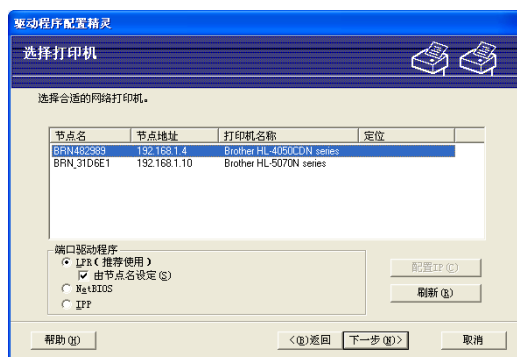 驱动程序配置精灵
选择打印机
选择合适的网络打印机。
节点名 节点地址 打印机名称 定位
BRN482989 192.168.1.4 Brother HL-4050CDN series
BRN_31D6E1 192.168.1.10 Brother HL-5070N series
端口驱动程序
LPR(推荐使用)
由节点名设定(S)
NetBIOS
IPP
配置IP(C)
刷新(R)
帮助(H) <(B)返回 下一步(N)> 取消